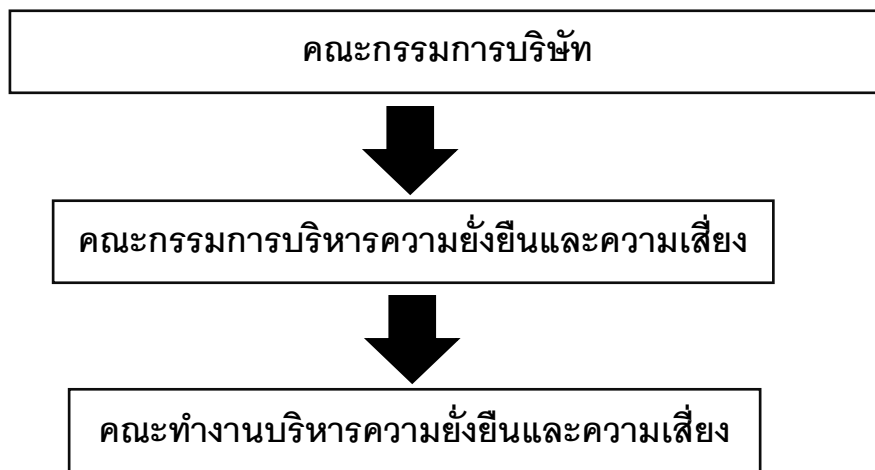 คณะกรรมการบริษัท
คณะกรรมการบริหารความยั่งยืนและความเสี่ยง
คณะทำงานบริหารความยั่งยืนและความเสี่ยง